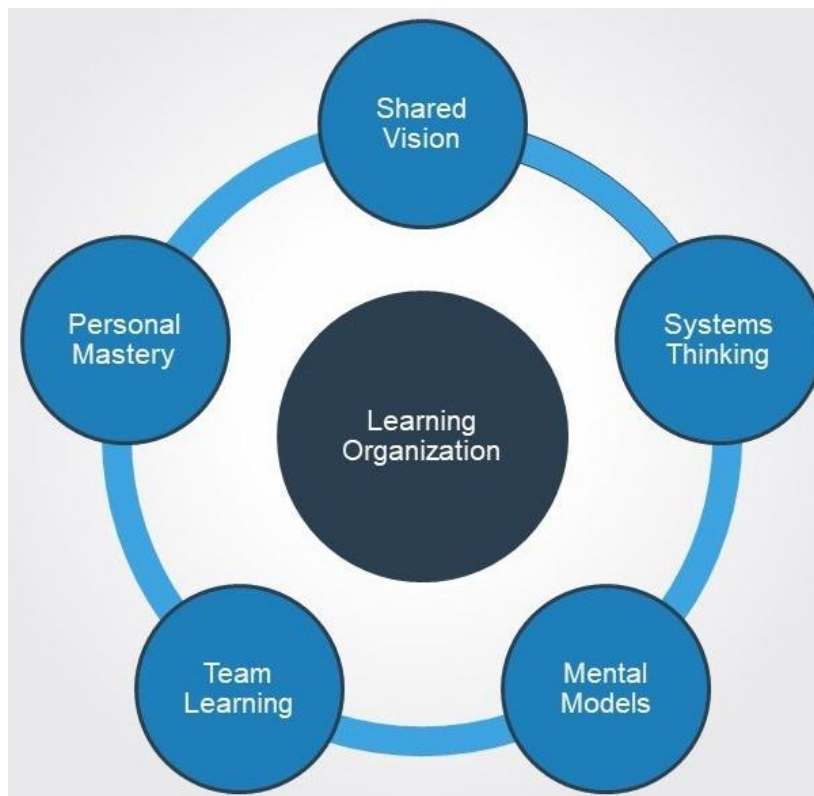 Shared
Vision
Personal
Mastery
Systems
Thinking
Learning
Organization
Team
Learning
Mental
Models